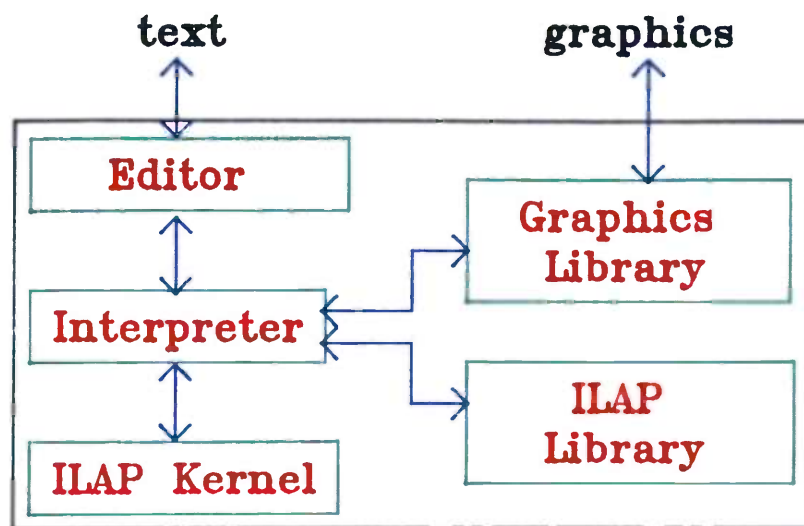 text
graphics
Editor
Graphics
Library
Interpreter
ILAP
Library
ILAP Kernel